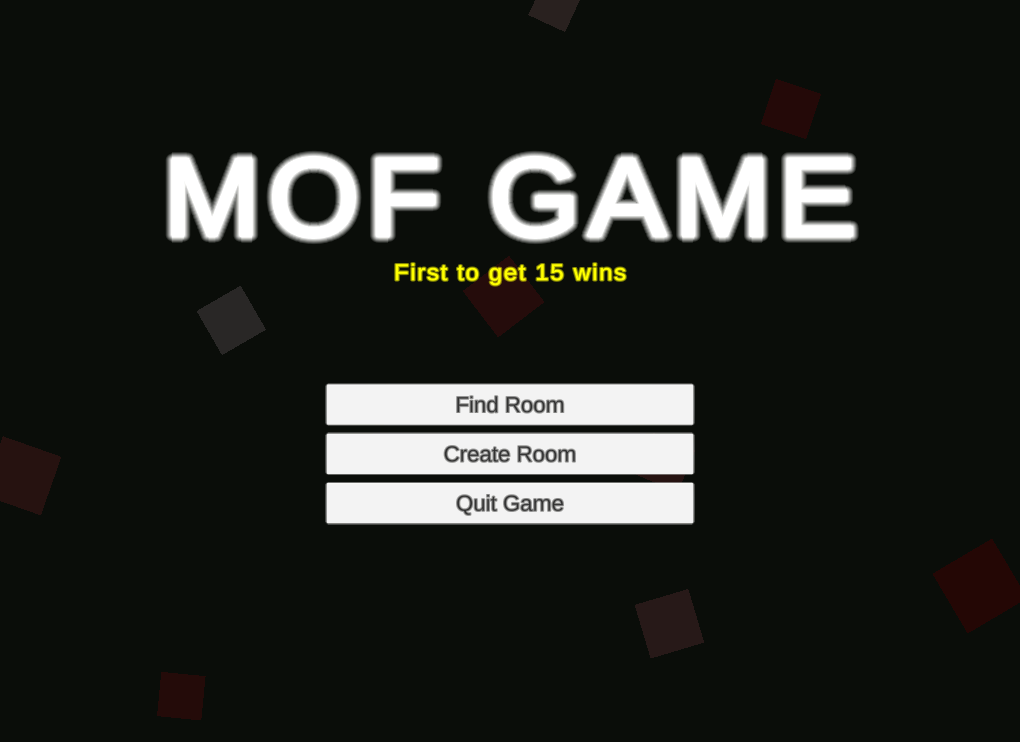 MOF GAME
First to get 15 wins
Find Room
Create Room
Quit Game